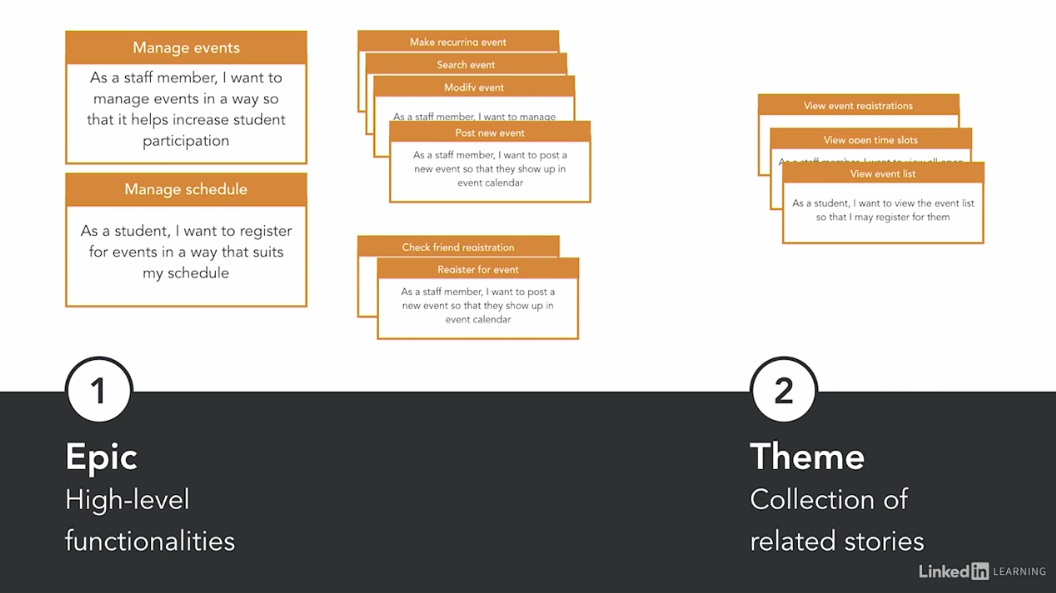 Manage events
As a staff member, I want to
manage events in a way so
that it helps increase student
participation
Manage schedule
As a student, I want to register
for events in a way that suits
my schedule
Make recurring event
Search event
Modify event
As a staff member, I want to manage
Post new event
As a staff member, I want to post a
new event so that they show up in
event calendar
Check friend registration
Register for event
As a staff member, I want to post a
new event so that they show up in
event calendar
View event registrations
View open time slots
As a staff member, I want to view all open
View event list
As a student, I want to view the event list
so that I may register for them
1
Epic
High-level
functionalities
2
Theme
Collection of
related stories
LinkedIn LEARNING